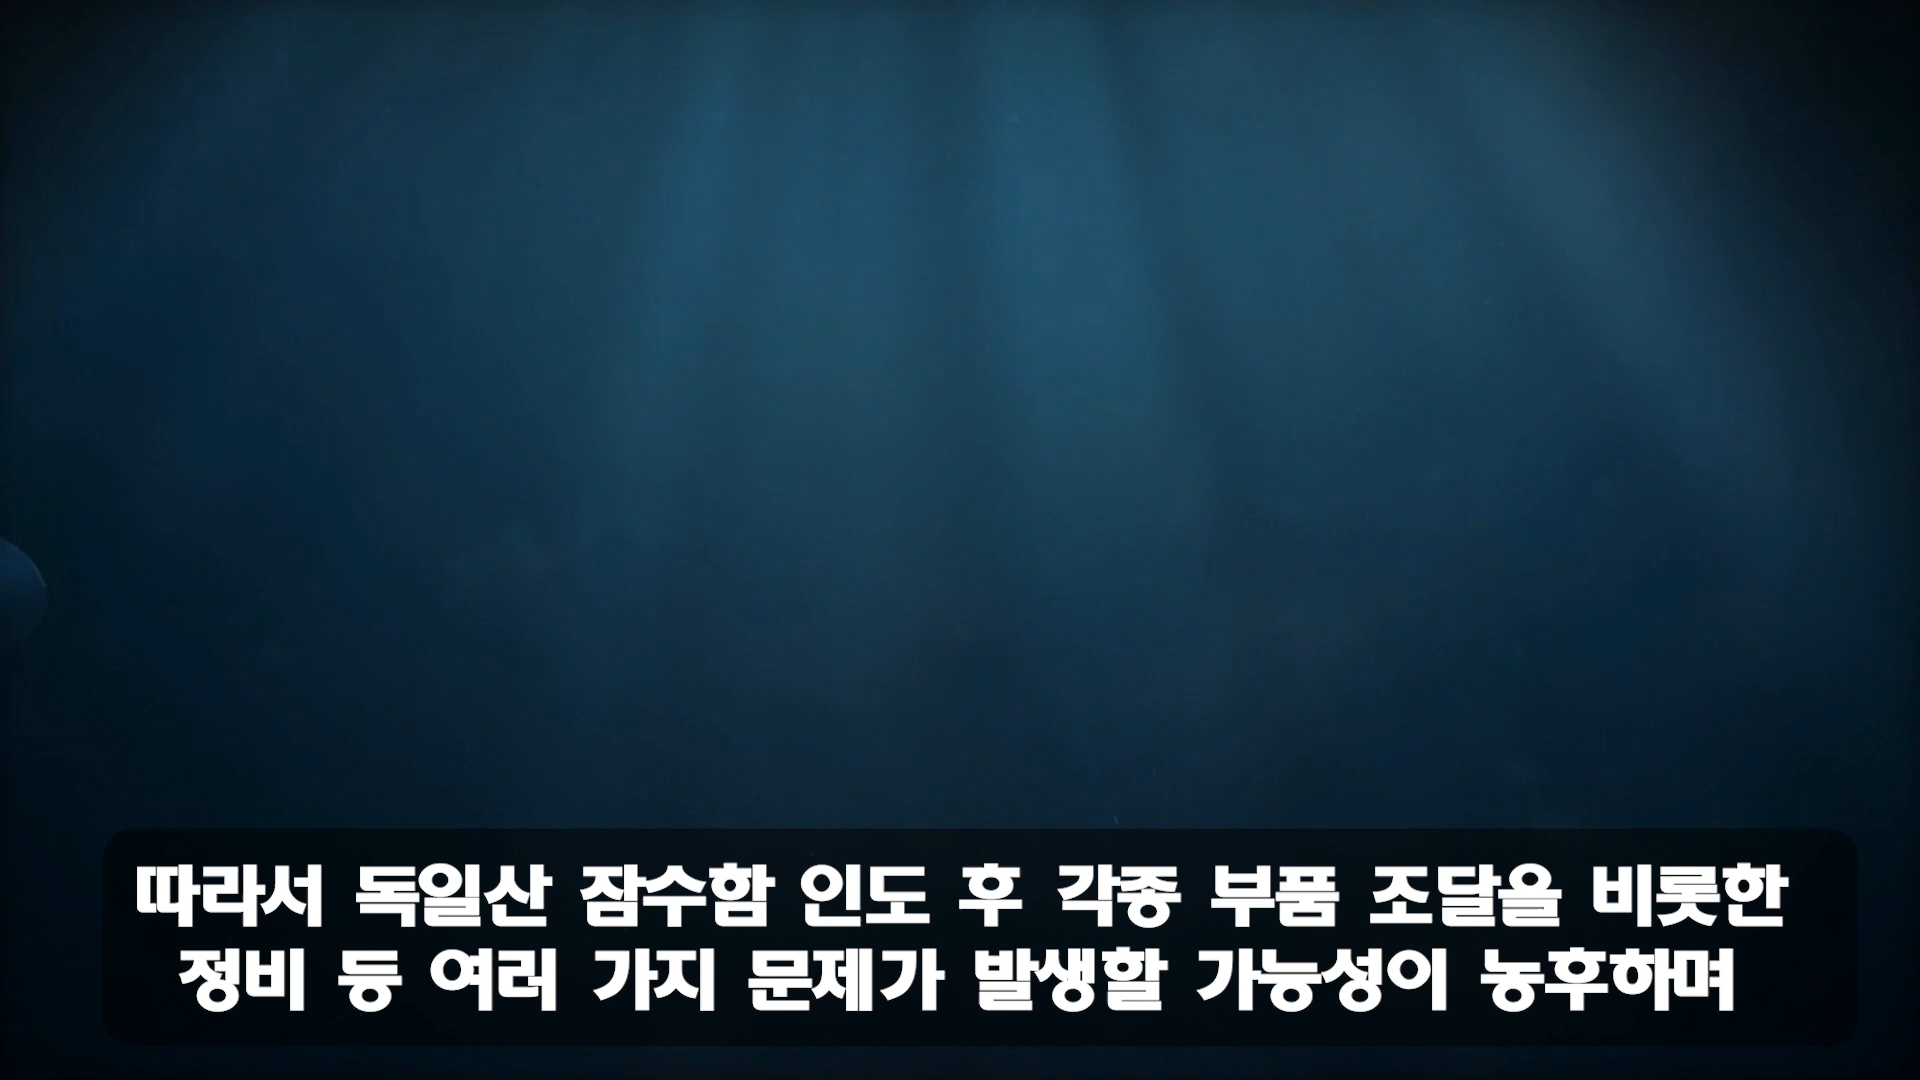 따라서 독일산 잠수함 인도 후 각종 부품 조달을 비롯한
정비 등 여러 가지 문제가 발생할 가능성이 농후하며